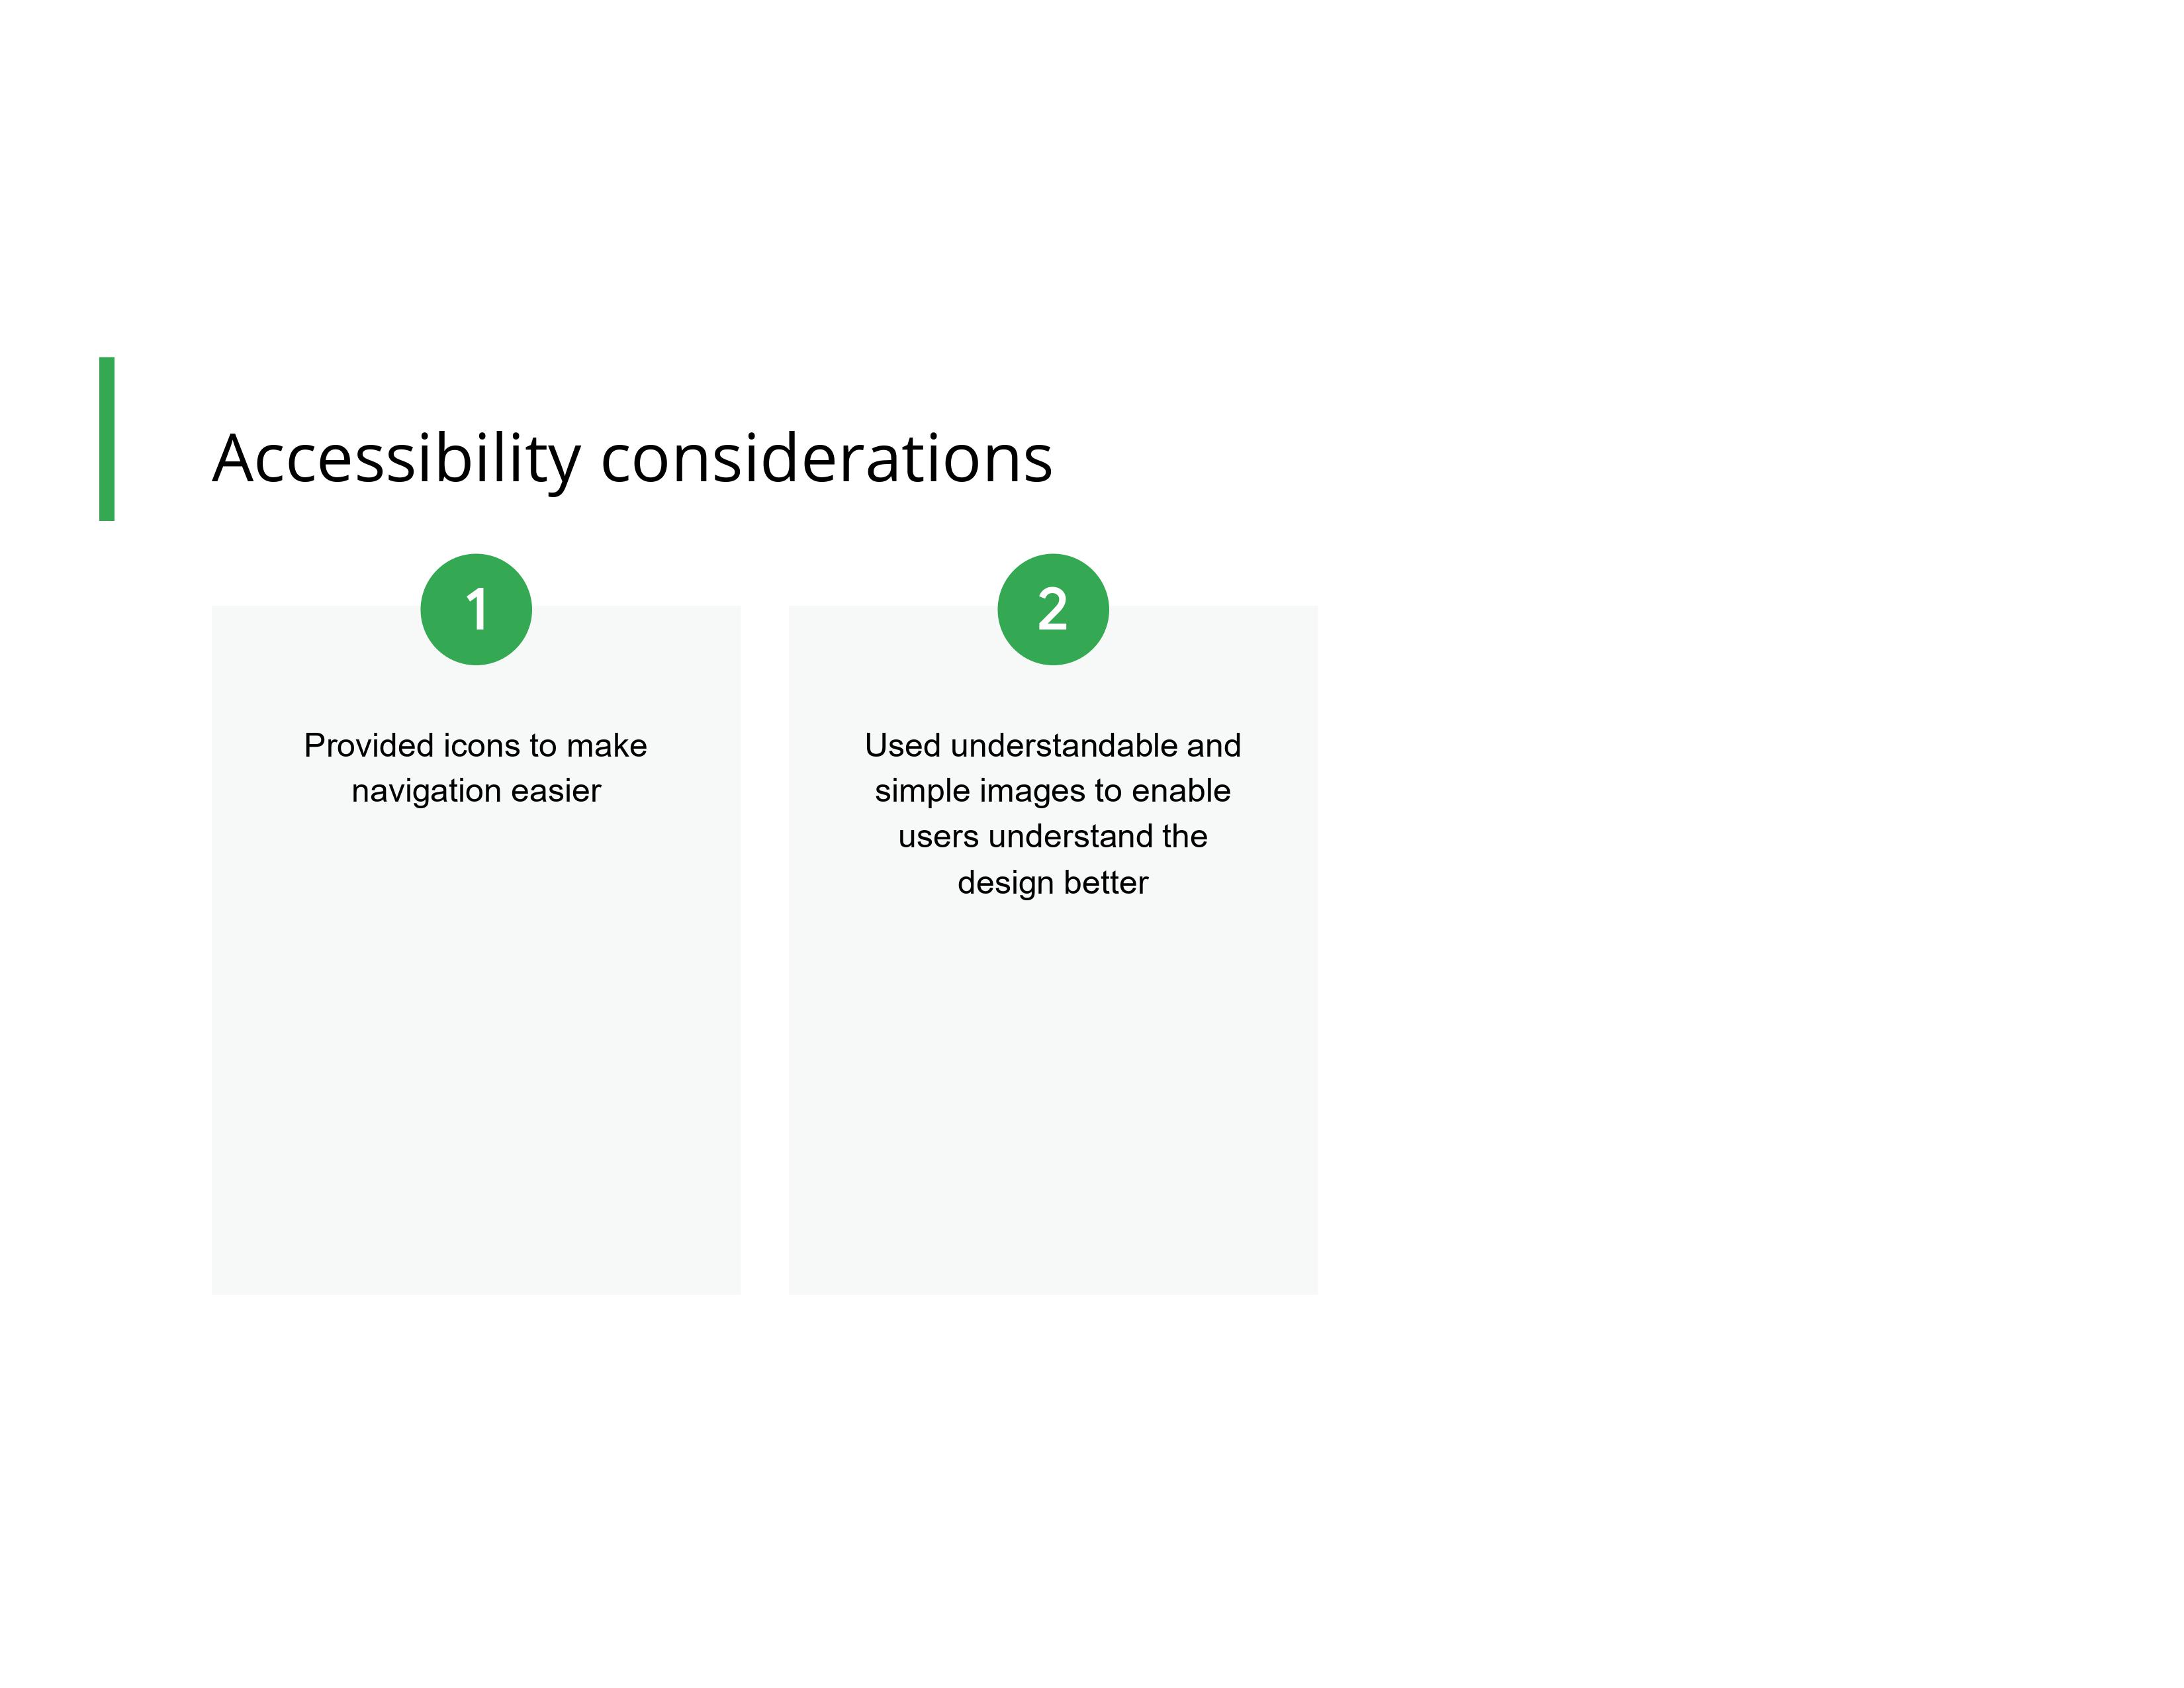 Accessibility considerations
1
Provided icons to make
navigation easier
2
Used understandable and
simple images to enable
users understand the
design better